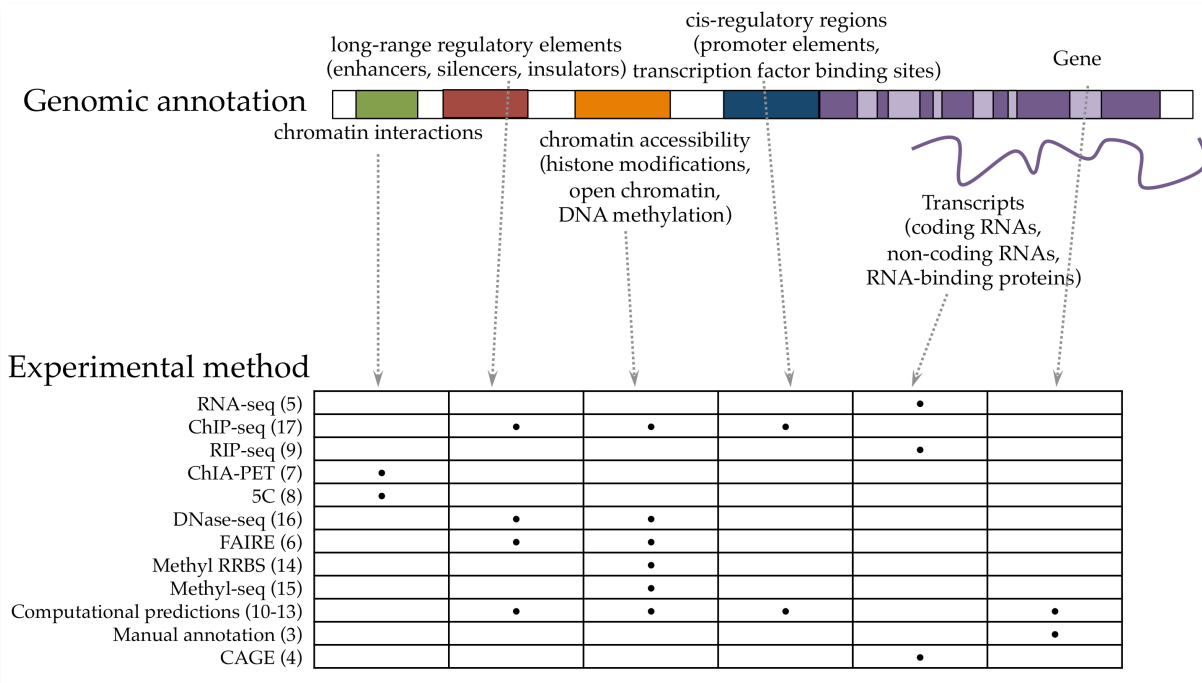 cis-regulatory regions
(promoter elements,
transcription factor binding sites)
long-range regulatory elements
(enhancers, silencers, insulators)
Gene
Genomic annotation
chromatin interactions
chromatin accessibility
(histone modifications,
open chromatin,
DNA methylation)
Transcripts
(coding RNAs,
non-coding RNAs,
RNA-binding proteins)
Experimental method
RNA-seq (5)
ChIP-seq (17)
RIP-seq (9)
ChIA-PET (7)
5C (8)
DNase-seq (16)
FAIRE (6)
Methyl RRBS (14)
Methyl-seq (15)
Computational predictions (10-13)
Manual annotation (3)
CAGE (4)